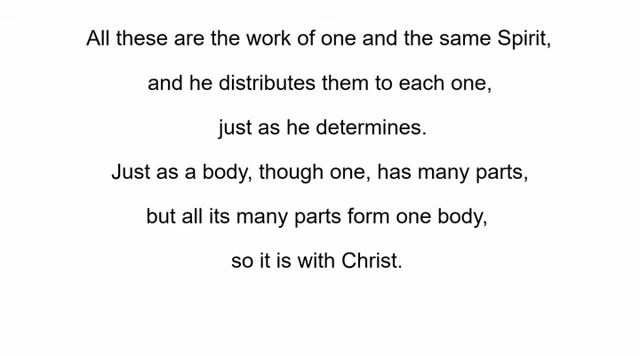 All these are the work of one and the same Spirit,
and he distributes them to each one,
just as he determines.
Just as a body, though one, has many parts,
but all its many parts form one body,
so it is with Christ.